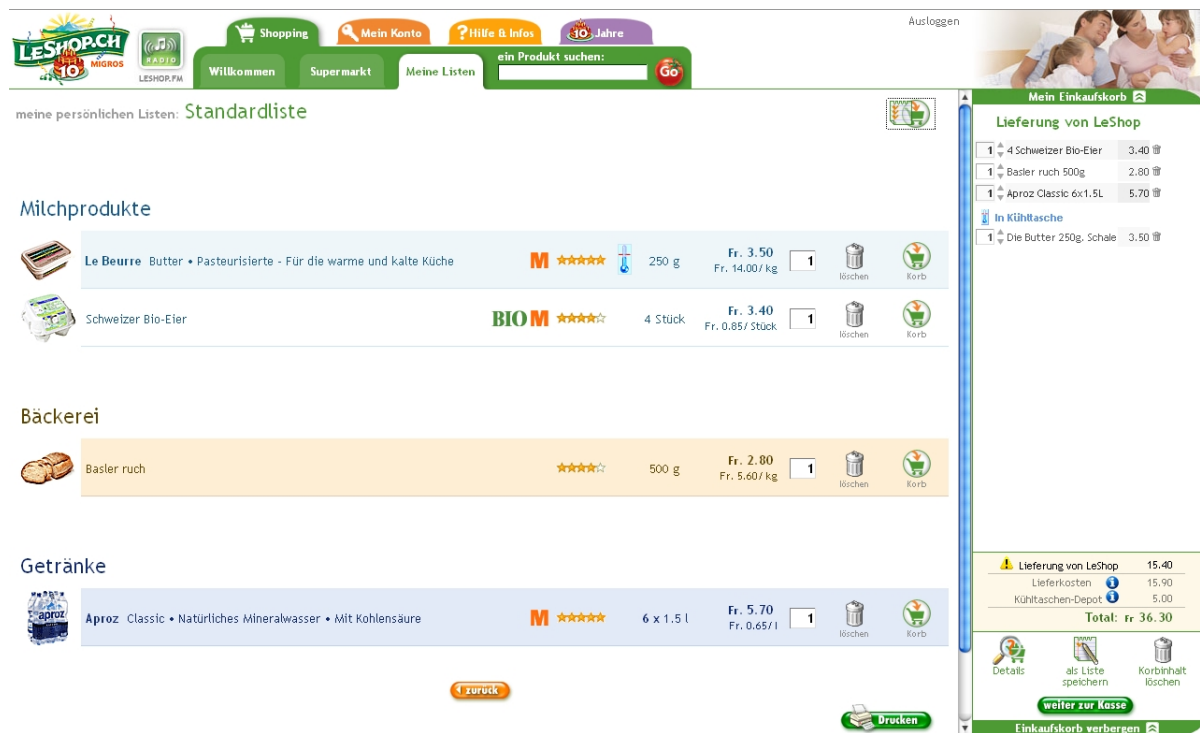 LESHOP.CH
10
MIGROS
RADIO
LESHOP.FM
Shopping
Mein Konto
? Hilfe & Infos
10 Jahre
Ausloggen
Willkommen
Supermarkt
Meine Listen
ein Produkt suchen:
Go
meine persönlichen Listen: Standardliste
Milchprodukte
Le Beurre Butter • Pasteurisierte - Für die warme und kalte Küche
M
250 g
Fr. 3.50
Fr. 14.00/ kg
1
löschen
Korb
Schweizer Bio-Eier
BIO M
4 Stück
Fr. 3.40
Fr. 0.85/ Stück
1
löschen
Korb
Bäckerei
Basler ruch
500 g
Fr. 2.80
Fr. 5.60/ kg
1
löschen
Korb
Getränke
aproz
Aproz Classic • Natürliches Mineralwasser • Mit Kohlensäure
M
6 x 1.5 l
Fr. 5.70
Fr. 0.65/ l
1
löschen
Korb
zurück
Drucken
Mein Einkaufskorb
Lieferung von LeShop
1 4 Schweizer Bio-Eier 3.40
1 Basler ruch 500g 2.80
1 Aproz Classic 6x1.5L 5.70
In Kühltasche
1 Die Butter 250g, Schale 3.50
Lieferung von LeShop 15.40
Lieferkosten 15.90
Kühltaschen-Depot 5.00
Total: Fr 36.30
Details
als Liste
speichern
Korbinhalt
löschen
weiter zur Kasse
Einkaufskorb verbergen